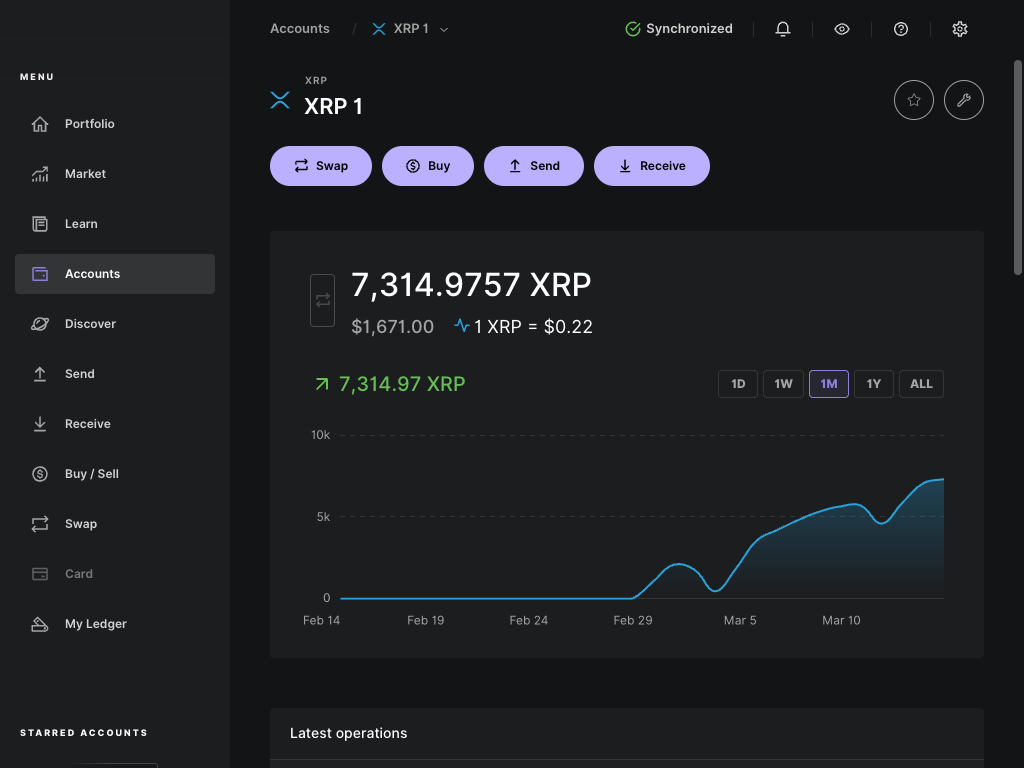 MENU
Portfolio
Market
Learn
Accounts
Discover
Send
Receive
Buy / Sell
Swap
Card
My Ledger
STARRED ACCOUNTS
Accounts / XRP 1
Synchronized
XRP
XRP 1
Swap Buy Send Receive
7,314.9757 XRP
$1,671.00 1 XRP = $0.22
7,314.97 XRP
1D 1W 1M 1Y ALL
10k
5k
0
Feb 14 Feb 19 Feb 24 Feb 29 Mar 5 Mar 10
Latest operations